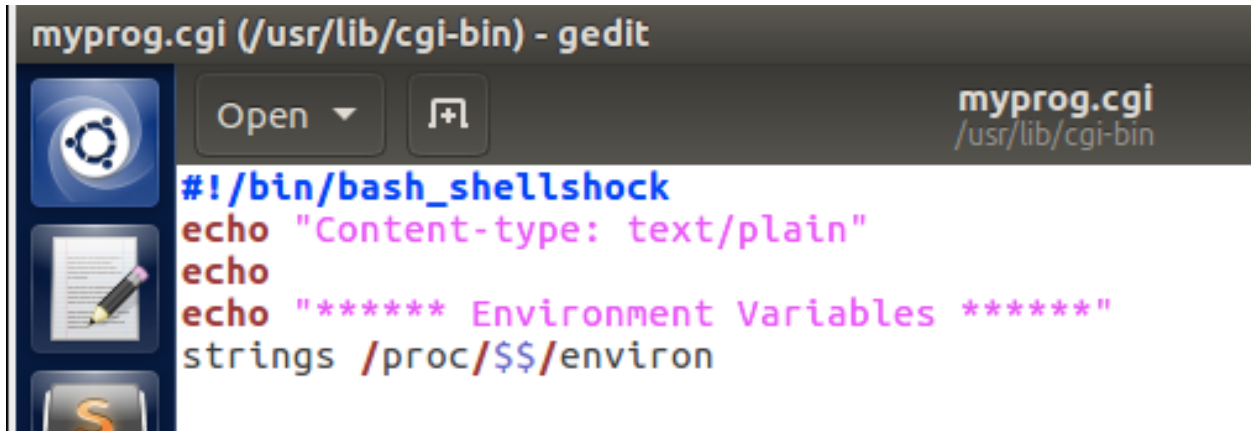 myprog.cgi (/usr/lib/cgi-bin) - gedit
Open
myprog.cgi
/usr/lib/cgi-bin
#!/bin/bash_shellshock
echo "Content-type: text/plain"
echo
echo "****** Environment Variables ******"
strings /proc/$$/environ